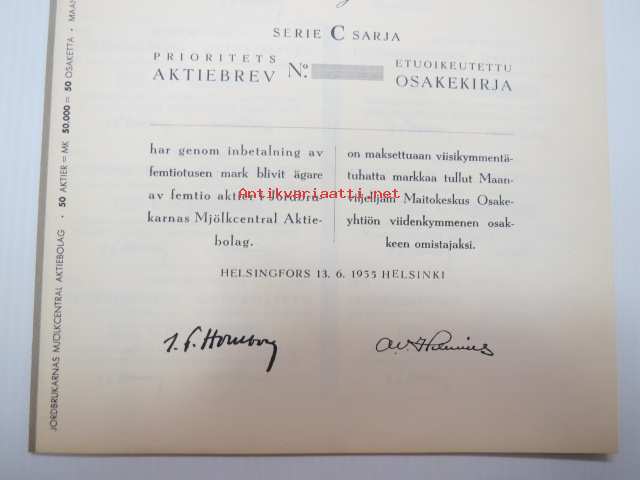 SERIE C SARJA
PRIORITETS
AKTIEBREV
No.
ETUOIKEUTETTU
OSAKEKIRJA
har genom inbetalning av
femtiotusen mark blivit ägare
av femtio aktier i Jordbru-
karnas Mjölkcentral Aktie-
bolag.
on maksettuaan viisikymmentä-
tuhatta markkaa tullut Maan-
viljelijäin Maitokeskus Osake-
yhtiön viidenkymmenen osak-
keen omistajaksi.
Antikvariaatti.net
HELSINGFORS 13. 6. 1955 HELSINKI
JORDBRUKARNAS MJÖLKCENTRAL AKTIEBOLAG • 50 AKTIER = MK 50.000 = 50 OSAKETTA •